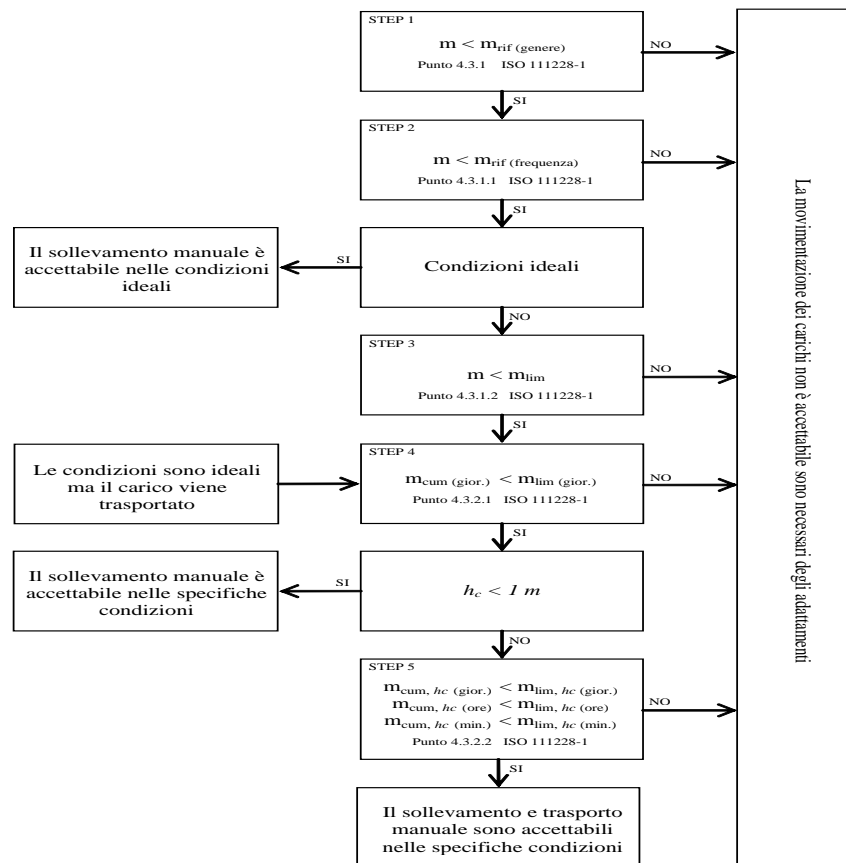 STEP 1
m < mrif (genere)
Punto 4.3.1 ISO 111228-1
NO
SI
STEP 2
m < mrif (frequenza)
Punto 4.3.1.1 ISO 111228-1
NO
SI
Il sollevamento manuale è
accettabile nelle condizioni
ideali
SI
Condizioni ideali
NO
STEP 3
m < mlim
Punto 4.3.1.2 ISO 111228-1
NO
SI
Le condizioni sono ideali
ma il carico viene
trasportato
STEP 4
mcum (gior.) < mlim (gior.)
Punto 4.3.2.1 ISO 111228-1
NO
SI
Il sollevamento manuale è
accettabile nelle specifiche
condizioni
SI
hc < 1 m
NO
STEP 5
mcum, hc (gior.) < mlim, hc (gior.)
mcum, hc (ore) < mlim, hc (ore)
mcum, hc (min.) < mlim, hc (min.)
Punto 4.3.2.2 ISO 111228-1
NO
SI
Il sollevamento e trasporto
manuale sono accettabili
nelle specifiche condizioni
La movimentazione dei carichi non è accettabile sono necessari degli adattamenti